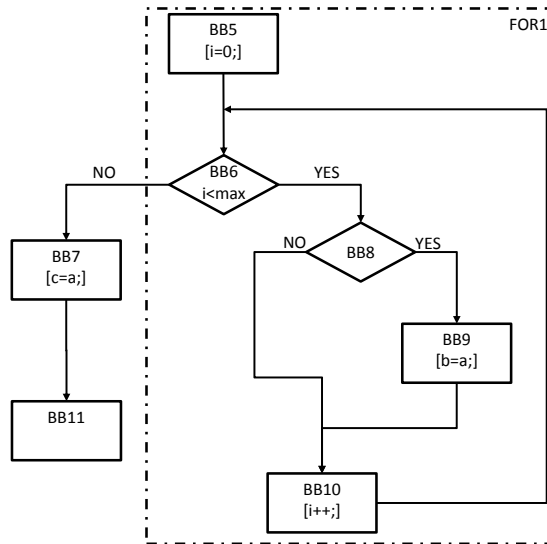 BB5
[i=0;]
FOR1
NO
BB6
i<max
YES
BB7
[c=a;]
NO
BB8
YES
BB9
[b=a;]
BB11
BB10
[i++;]